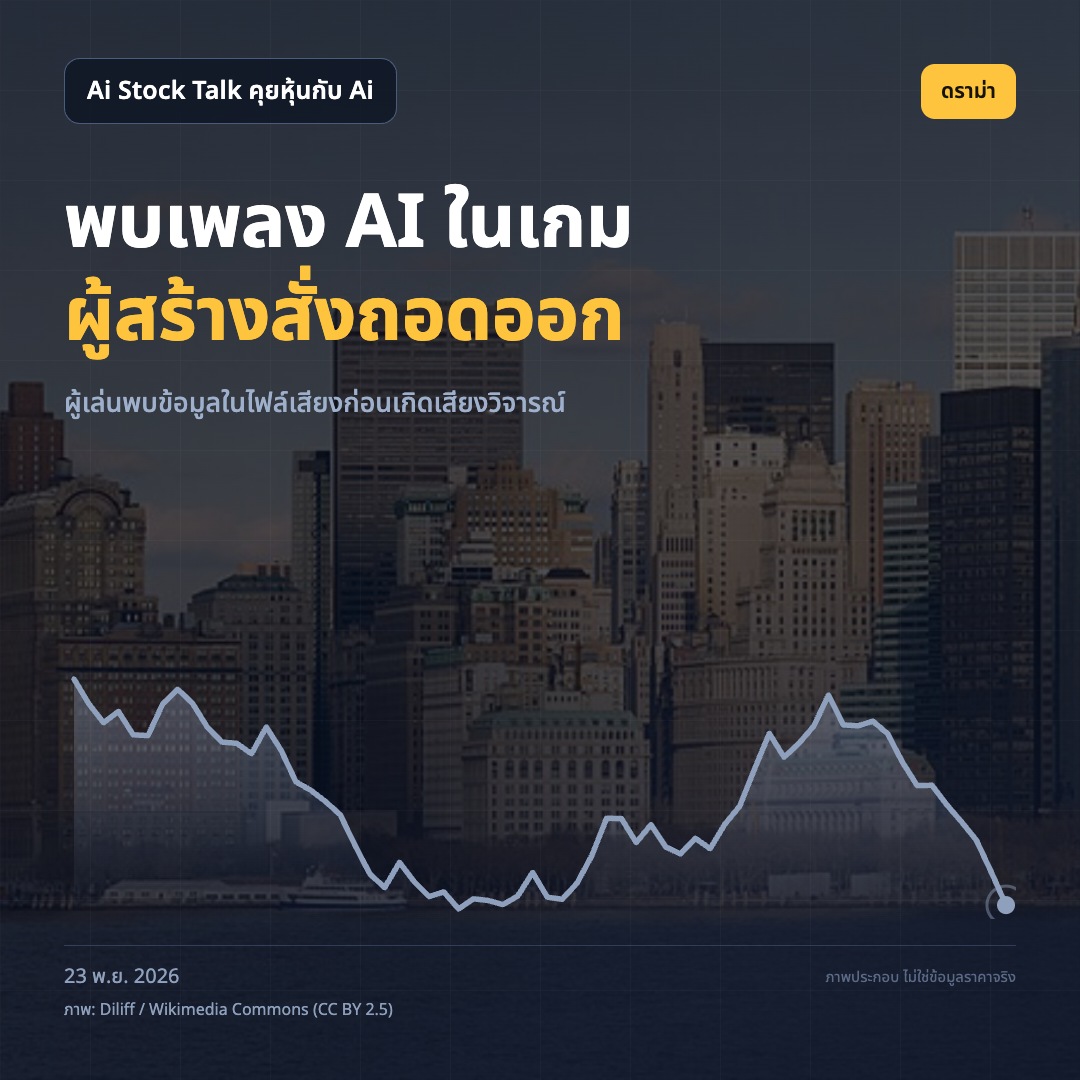 Ai Stock Talk คุยหุ้นกับ Ai
ดราม่า
พบเพลง AI ในเกม
ผู้สร้างสั่งถอดออก
ผู้เล่นพบข้อมูลในไฟล์เสียงก่อนเกิดเสียงวิจารณ์
23 พ.ย. 2026
ภาพประกอบ ไม่ใช่ข้อมูลราคาจริง
ภาพ: Diliff / Wikimedia Commons (CC BY 2.5)